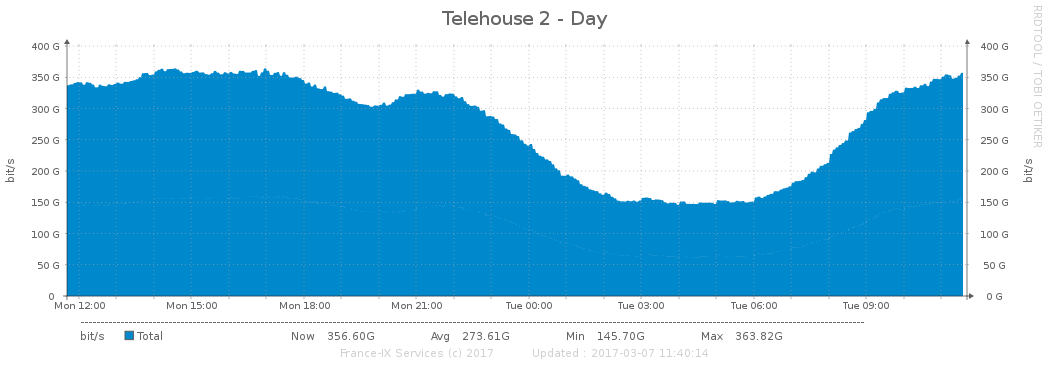 Telehouse 2 - Day
RRDTOOL / TOBI OETIKER
400 G 400 G
350 G 350 G
300 G 300 G
250 G 250 G
200 G 200 G
150 G 150 G
100 G 100 G
50 G 50 G
0 0 G
bit/s bit/s
Mon 12:00 Mon 15:00 Mon 18:00 Mon 21:00 Tue 00:00 Tue 03:00 Tue 06:00 Tue 09:00
bit/s Total Now 356.60G Avg 273.61G Min 145.70G Max 363.82G
France-IX Services (c) 2017 Updated : 2017-03-07 11:40:14